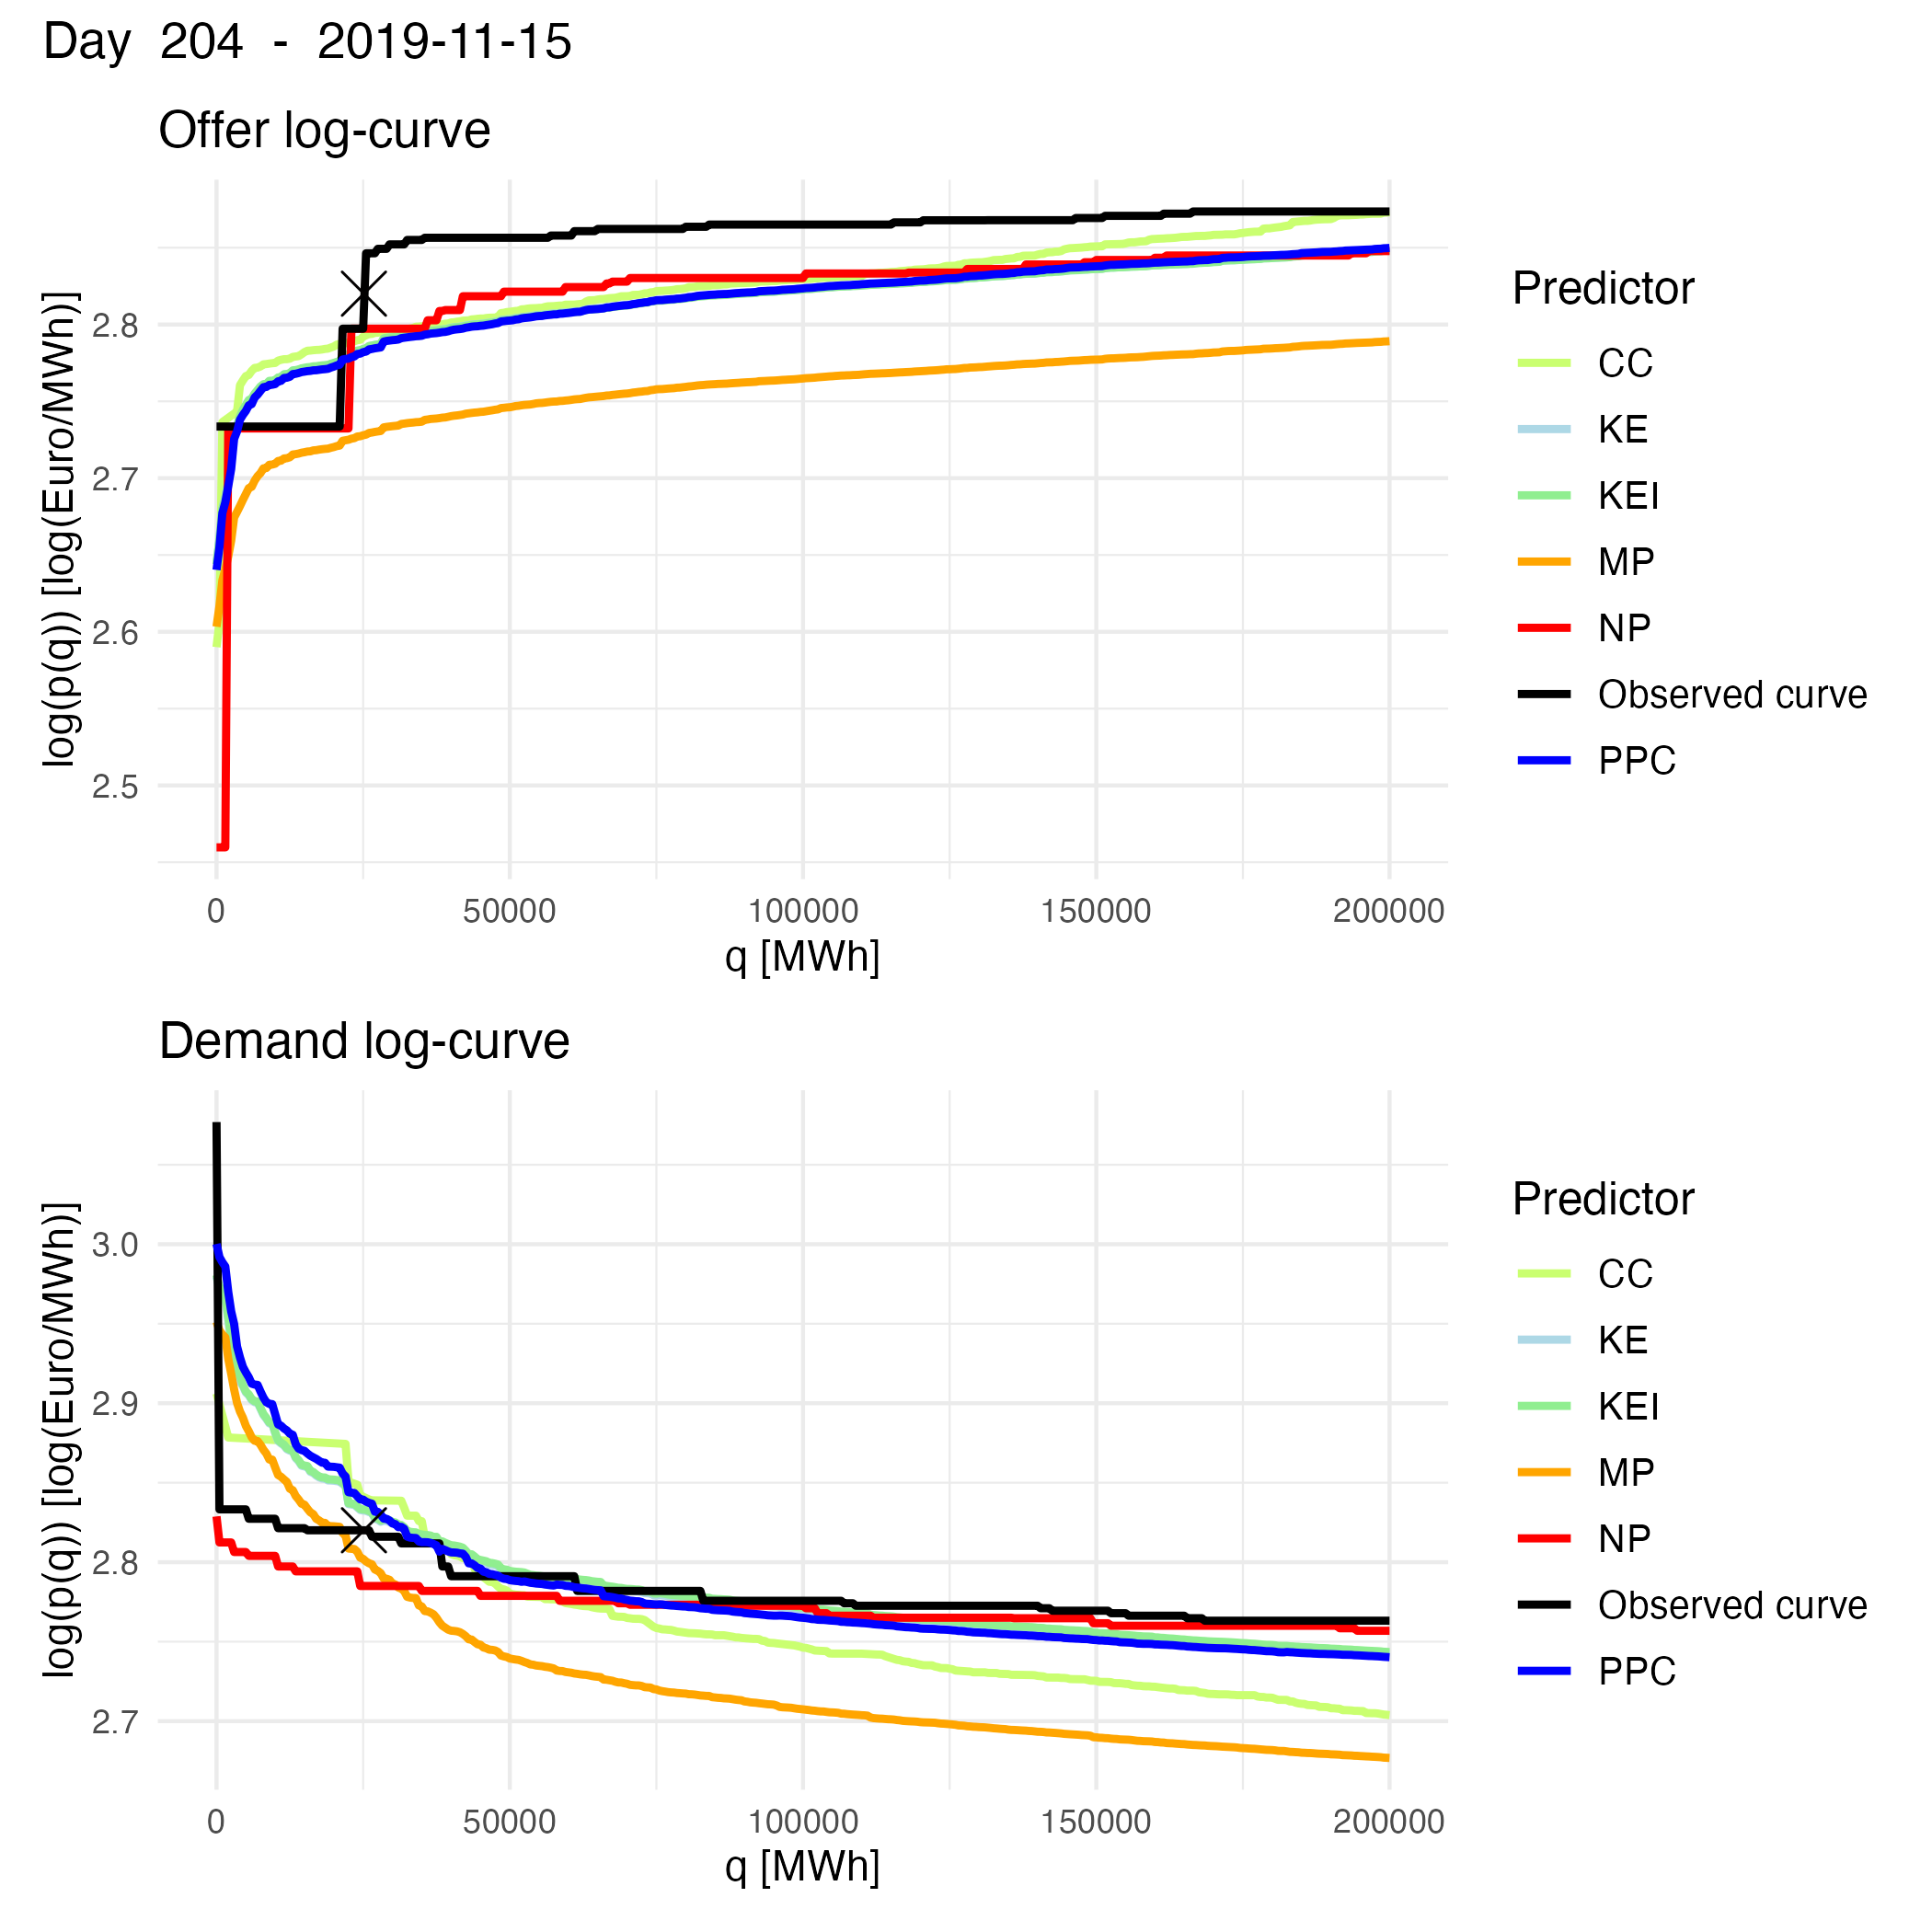 Day 204 - 2019-11-15
Offer log-curve
log(p(q)) [log(Euro/MWh)]
2.8
2.7
2.6
2.5
0 50000 100000 150000 200000
q [MWh]
Predictor
CC
KE
KEI
MP
NP
Observed curve
PPC
Demand log-curve
log(p(q)) [log(Euro/MWh)]
3.0
2.9
2.8
2.7
0 50000 100000 150000 200000
q [MWh]
Predictor
CC
KE
KEI
MP
NP
Observed curve
PPC